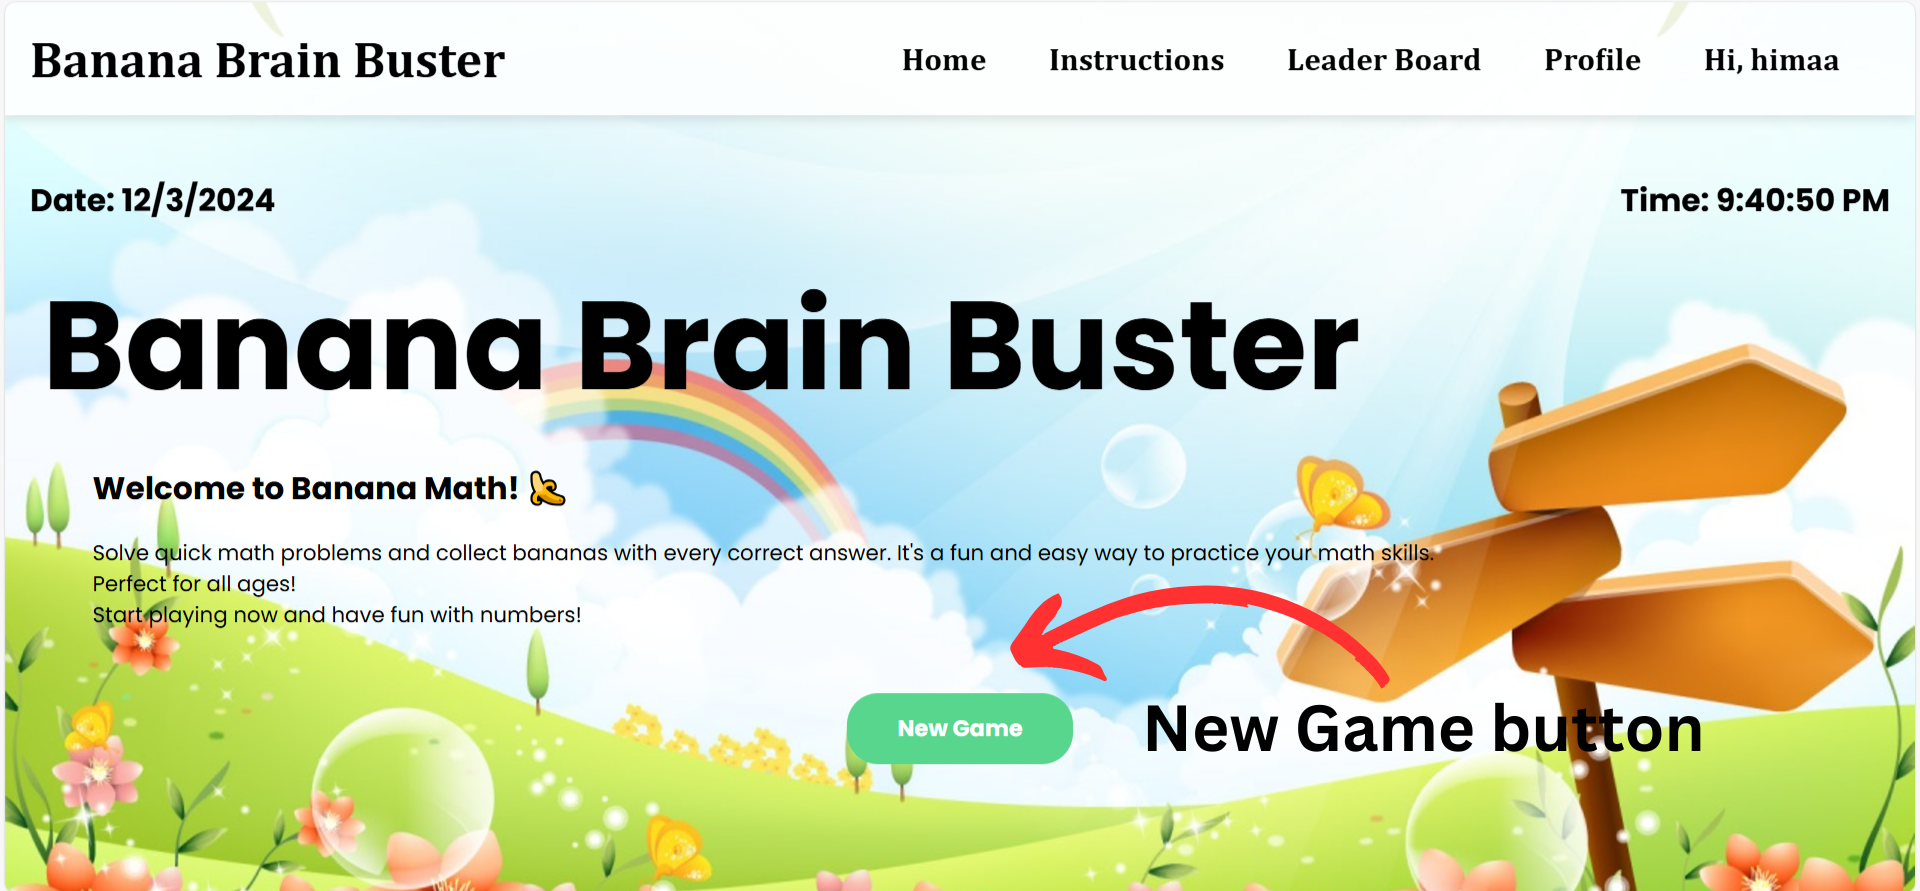 Banana Brain Buster
Home Instructions Leader Board Profile Hi, himaa
Date: 12/3/2024
Time: 9:40:50 PM
Banana Brain Buster
Welcome to Banana Math! 🍌
Solve quick math problems and collect bananas with every correct answer. It's a fun and easy way to practice your math skills.
Perfect for all ages!
Start playing now and have fun with numbers!
New Game
New Game button